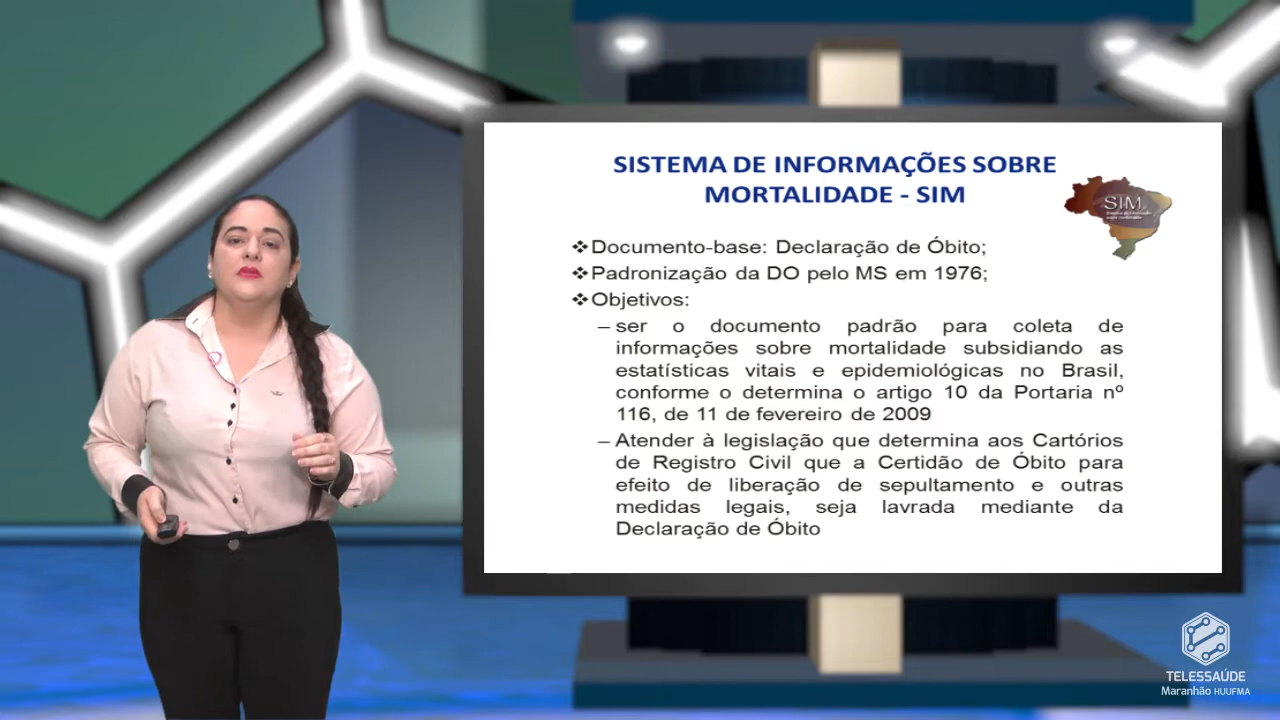 SISTEMA DE INFORMAÇÕES SOBRE
MORTALIDADE - SIM
SIM
❖Documento-base: Declaração de Óbito;
❖Padronização da DO pelo MS em 1976;
❖Objetivos:
– ser o documento padrão para coleta de
informações sobre mortalidade subsidiando as
estatísticas vitais e epidemiológicas no Brasil,
conforme o determina o artigo 10 da Portaria nº
116, de 11 de fevereiro de 2009
– Atender à legislação que determina aos Cartórios
de Registro Civil que a Certidão de Óbito para
efeito de liberação de sepultamento e outras
medidas legais, seja lavrada mediante da
Declaração de Óbito
TELESSAÚDE
Maranhão HUUFMA